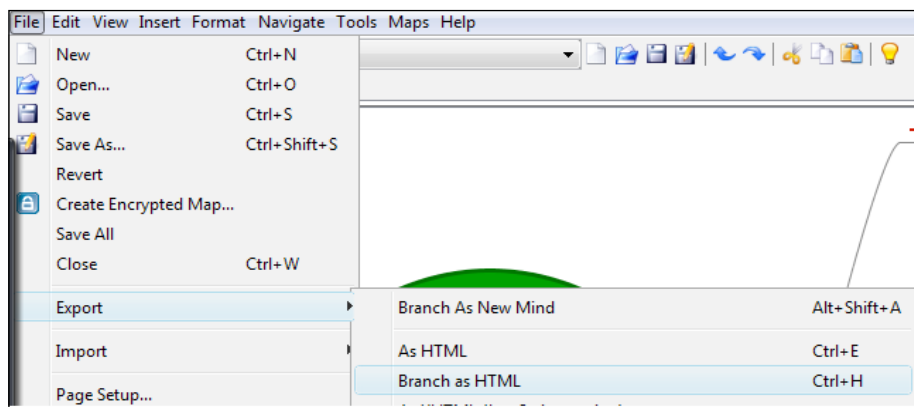 File Edit View Insert Format Navigate Tools Maps Help
New Ctrl+N
Open... Ctrl+O
Save Ctrl+S
Save As... Ctrl+Shift+S
Revert
Create Encrypted Map...
Save All
Close Ctrl+W
Export
Branch As New Mind Alt+Shift+A
Import
As HTML Ctrl+E
Branch as HTML Ctrl+H
Page Setup...